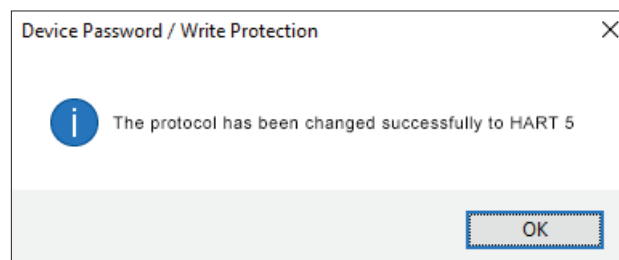 Device Password / Write Protection
The protocol has been changed successfully to HART 5
OK